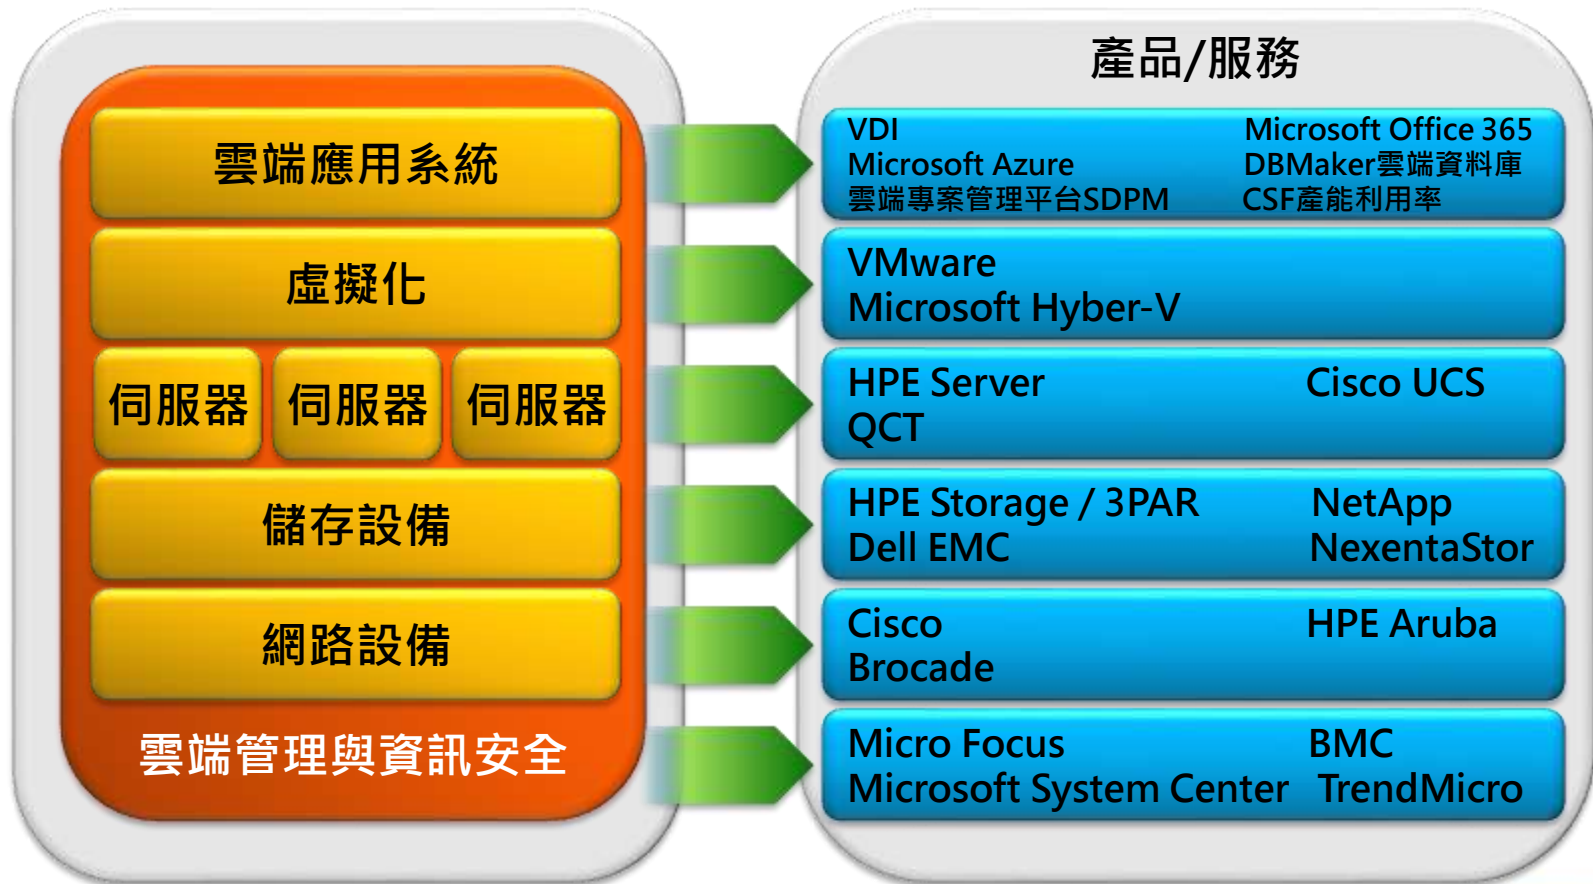 產品/服務
雲端應用系統
VDI Microsoft Office 365
Microsoft Azure DBMaker雲端資料庫
雲端專案管理平台SDPM CSF產能利用率
虛擬化
VMware
Microsoft Hyber-V
伺服器 伺服器 伺服器
HPE Server Cisco UCS
QCT
儲存設備
HPE Storage / 3PAR NetApp
Dell EMC NexentaStor
網路設備
Cisco HPE Aruba
Brocade
雲端管理與資訊安全
Micro Focus BMC
Microsoft System Center TrendMicro